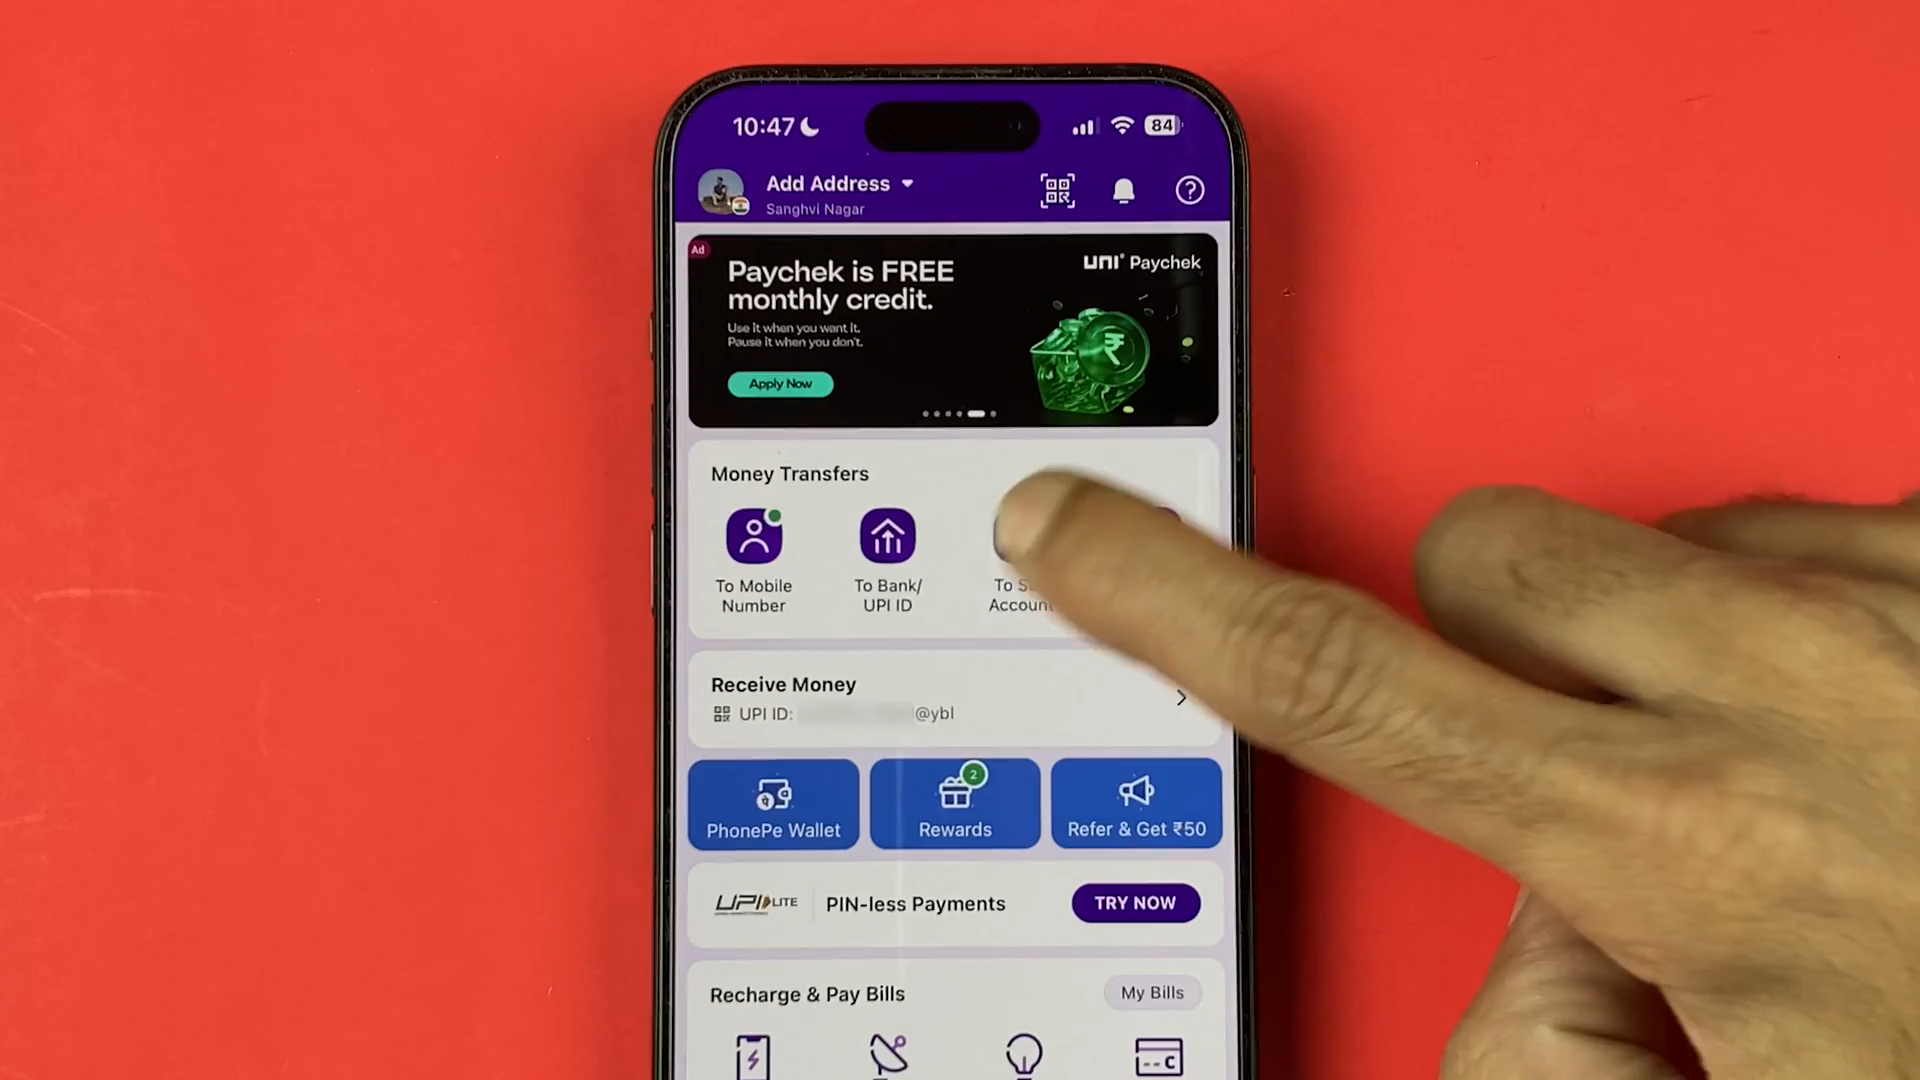 10:47
84
Add Address
Sanghvi Nagar
Ad
Paychek is FREE
monthly credit.
uni Paychek
Use it when you want it.
Pause it when you don't.
Apply Now
₹
Money Transfers
To Mobile
Number
To Bank/
UPI ID
To
Account
Receive Money
UPI ID:
@ybl
2
PhonePe Wallet
Rewards
Refer & Get ₹50
UPI LITE
PIN-less Payments
TRY NOW
Recharge & Pay Bills
My Bills